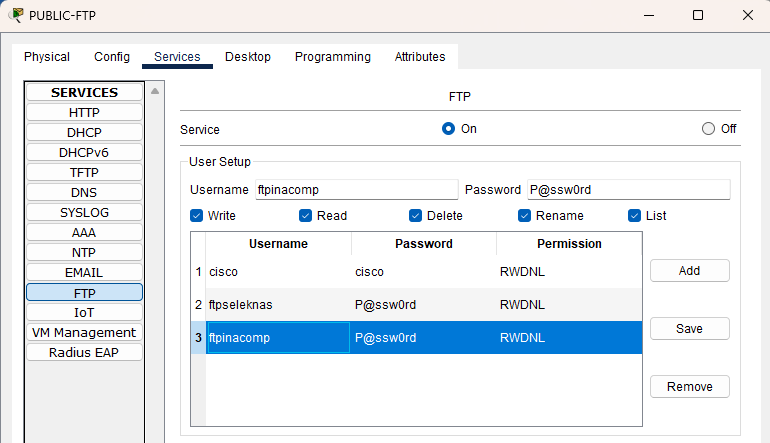 PUBLIC-FTP
Physical Config Services Desktop Programming Attributes
SERVICES
HTTP
DHCP
DHCPv6
TFTP
DNS
SYSLOG
AAA
NTP
EMAIL
FTP
IoT
VM Management
Radius EAP
FTP
Service On Off
User Setup
Username ftpinacomp Password P@ssw0rd
Write Read Delete Rename List
Username Password Permission
1 cisco cisco RWDNL
2 ftpseleknas P@ssw0rd RWDNL
3 ftpinacomp P@ssw0rd RWDNL
Add
Save
Remove